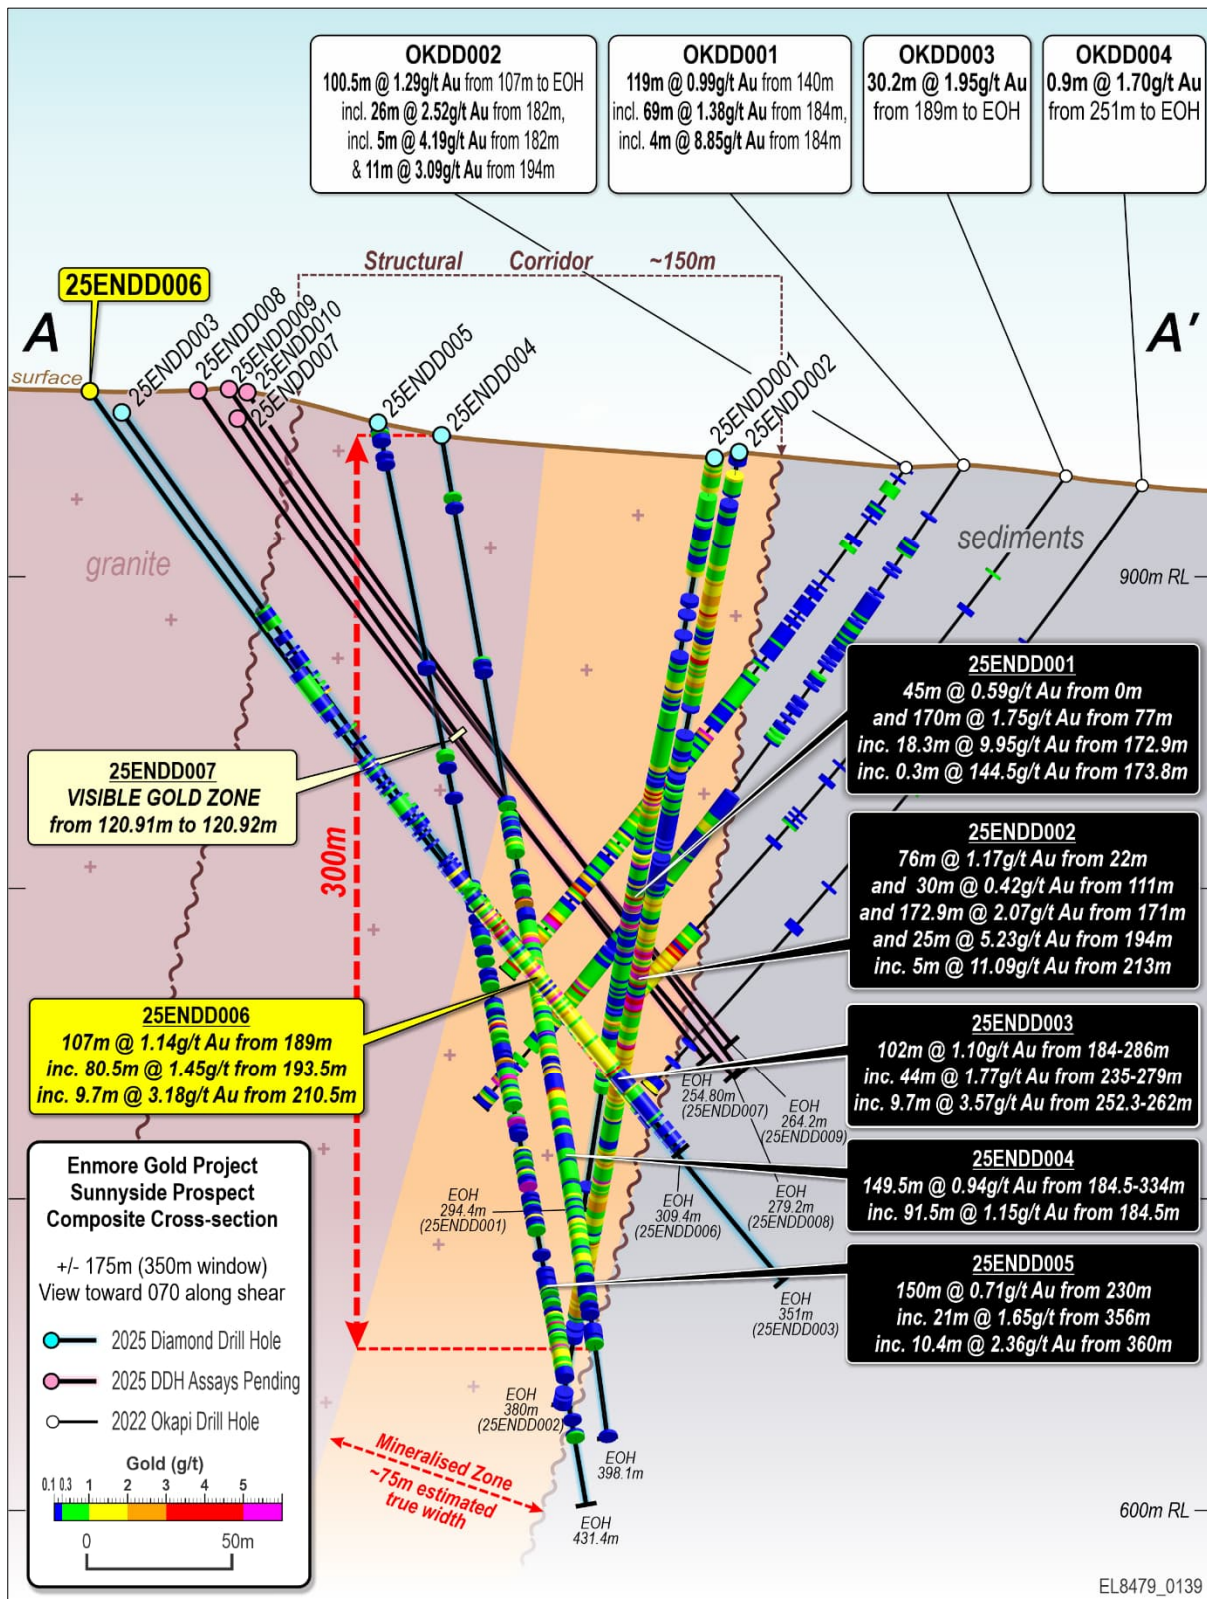 OKDD002
100.5m @ 1.29g/t Au from 107m to EOH
incl. 26m @ 2.52g/t Au from 182m,
incl. 5m @ 4.19g/t Au from 182m
& 11m @ 3.09g/t Au from 194m
OKDD001
119m @ 0.99g/t Au from 140m
incl. 69m @ 1.38g/t Au from 184m,
incl. 4m @ 8.85g/t Au from 184m
OKDD003
30.2m @ 1.95g/t Au
from 189m to EOH
OKDD004
0.9m @ 1.70g/t Au
from 251m to EOH
Structural Corridor ~150m
25ENDD006
A
A'
surface
25ENDD003
25ENDD008
25ENDD009
25ENDD010
25ENDD007
25ENDD005
25ENDD004
25ENDD001
25ENDD002
granite
sediments
900m RL
300m
25ENDD007
VISIBLE GOLD ZONE
from 120.91m to 120.92m
25ENDD001
45m @ 0.59g/t Au from 0m
and 170m @ 1.75g/t Au from 77m
inc. 18.3m @ 9.95g/t Au from 172.9m
inc. 0.3m @ 144.5g/t Au from 173.8m
25ENDD002
76m @ 1.17g/t Au from 22m
and 30m @ 0.42g/t Au from 111m
and 172.9m @ 2.07g/t Au from 171m
and 25m @ 5.23g/t Au from 194m
inc. 5m @ 11.09g/t Au from 213m
25ENDD006
107m @ 1.14g/t Au from 189m
inc. 80.5m @ 1.45g/t from 193.5m
inc. 9.7m @ 3.18g/t Au from 210.5m
25ENDD003
102m @ 1.10g/t Au from 184-286m
inc. 44m @ 1.77g/t Au from 235-279m
inc. 9.7m @ 3.57g/t Au from 252.3-262m
25ENDD004
149.5m @ 0.94g/t Au from 184.5-334m
inc. 91.5m @ 1.15g/t Au from 184.5m
25ENDD005
150m @ 0.71g/t Au from 230m
inc. 21m @ 1.65g/t Au from 356m
inc. 10.4m @ 2.36g/t Au from 360m
EOH
254.80m
(25ENDD007)
EOH
264.2m
(25ENDD009)
EOH
279.2m
(25ENDD008)
EOH
309.4m
(25ENDD006)
EOH
294.4m
(25ENDD001)
EOH
351m
(25ENDD003)
EOH
380m
(25ENDD002)
EOH
398.1m
EOH
431.4m
Mineralised Zone
~75m estimated
true width
600m RL
Enmore Gold Project
Sunnyside Prospect
Composite Cross-section
+/- 175m (350m window)
View toward 070 along shear
2025 Diamond Drill Hole
2025 DDH Assays Pending
2022 Okapi Drill Hole
Gold (g/t)
0.1 0.3 1 2 3 4 5
0 50m
EL8479_0139